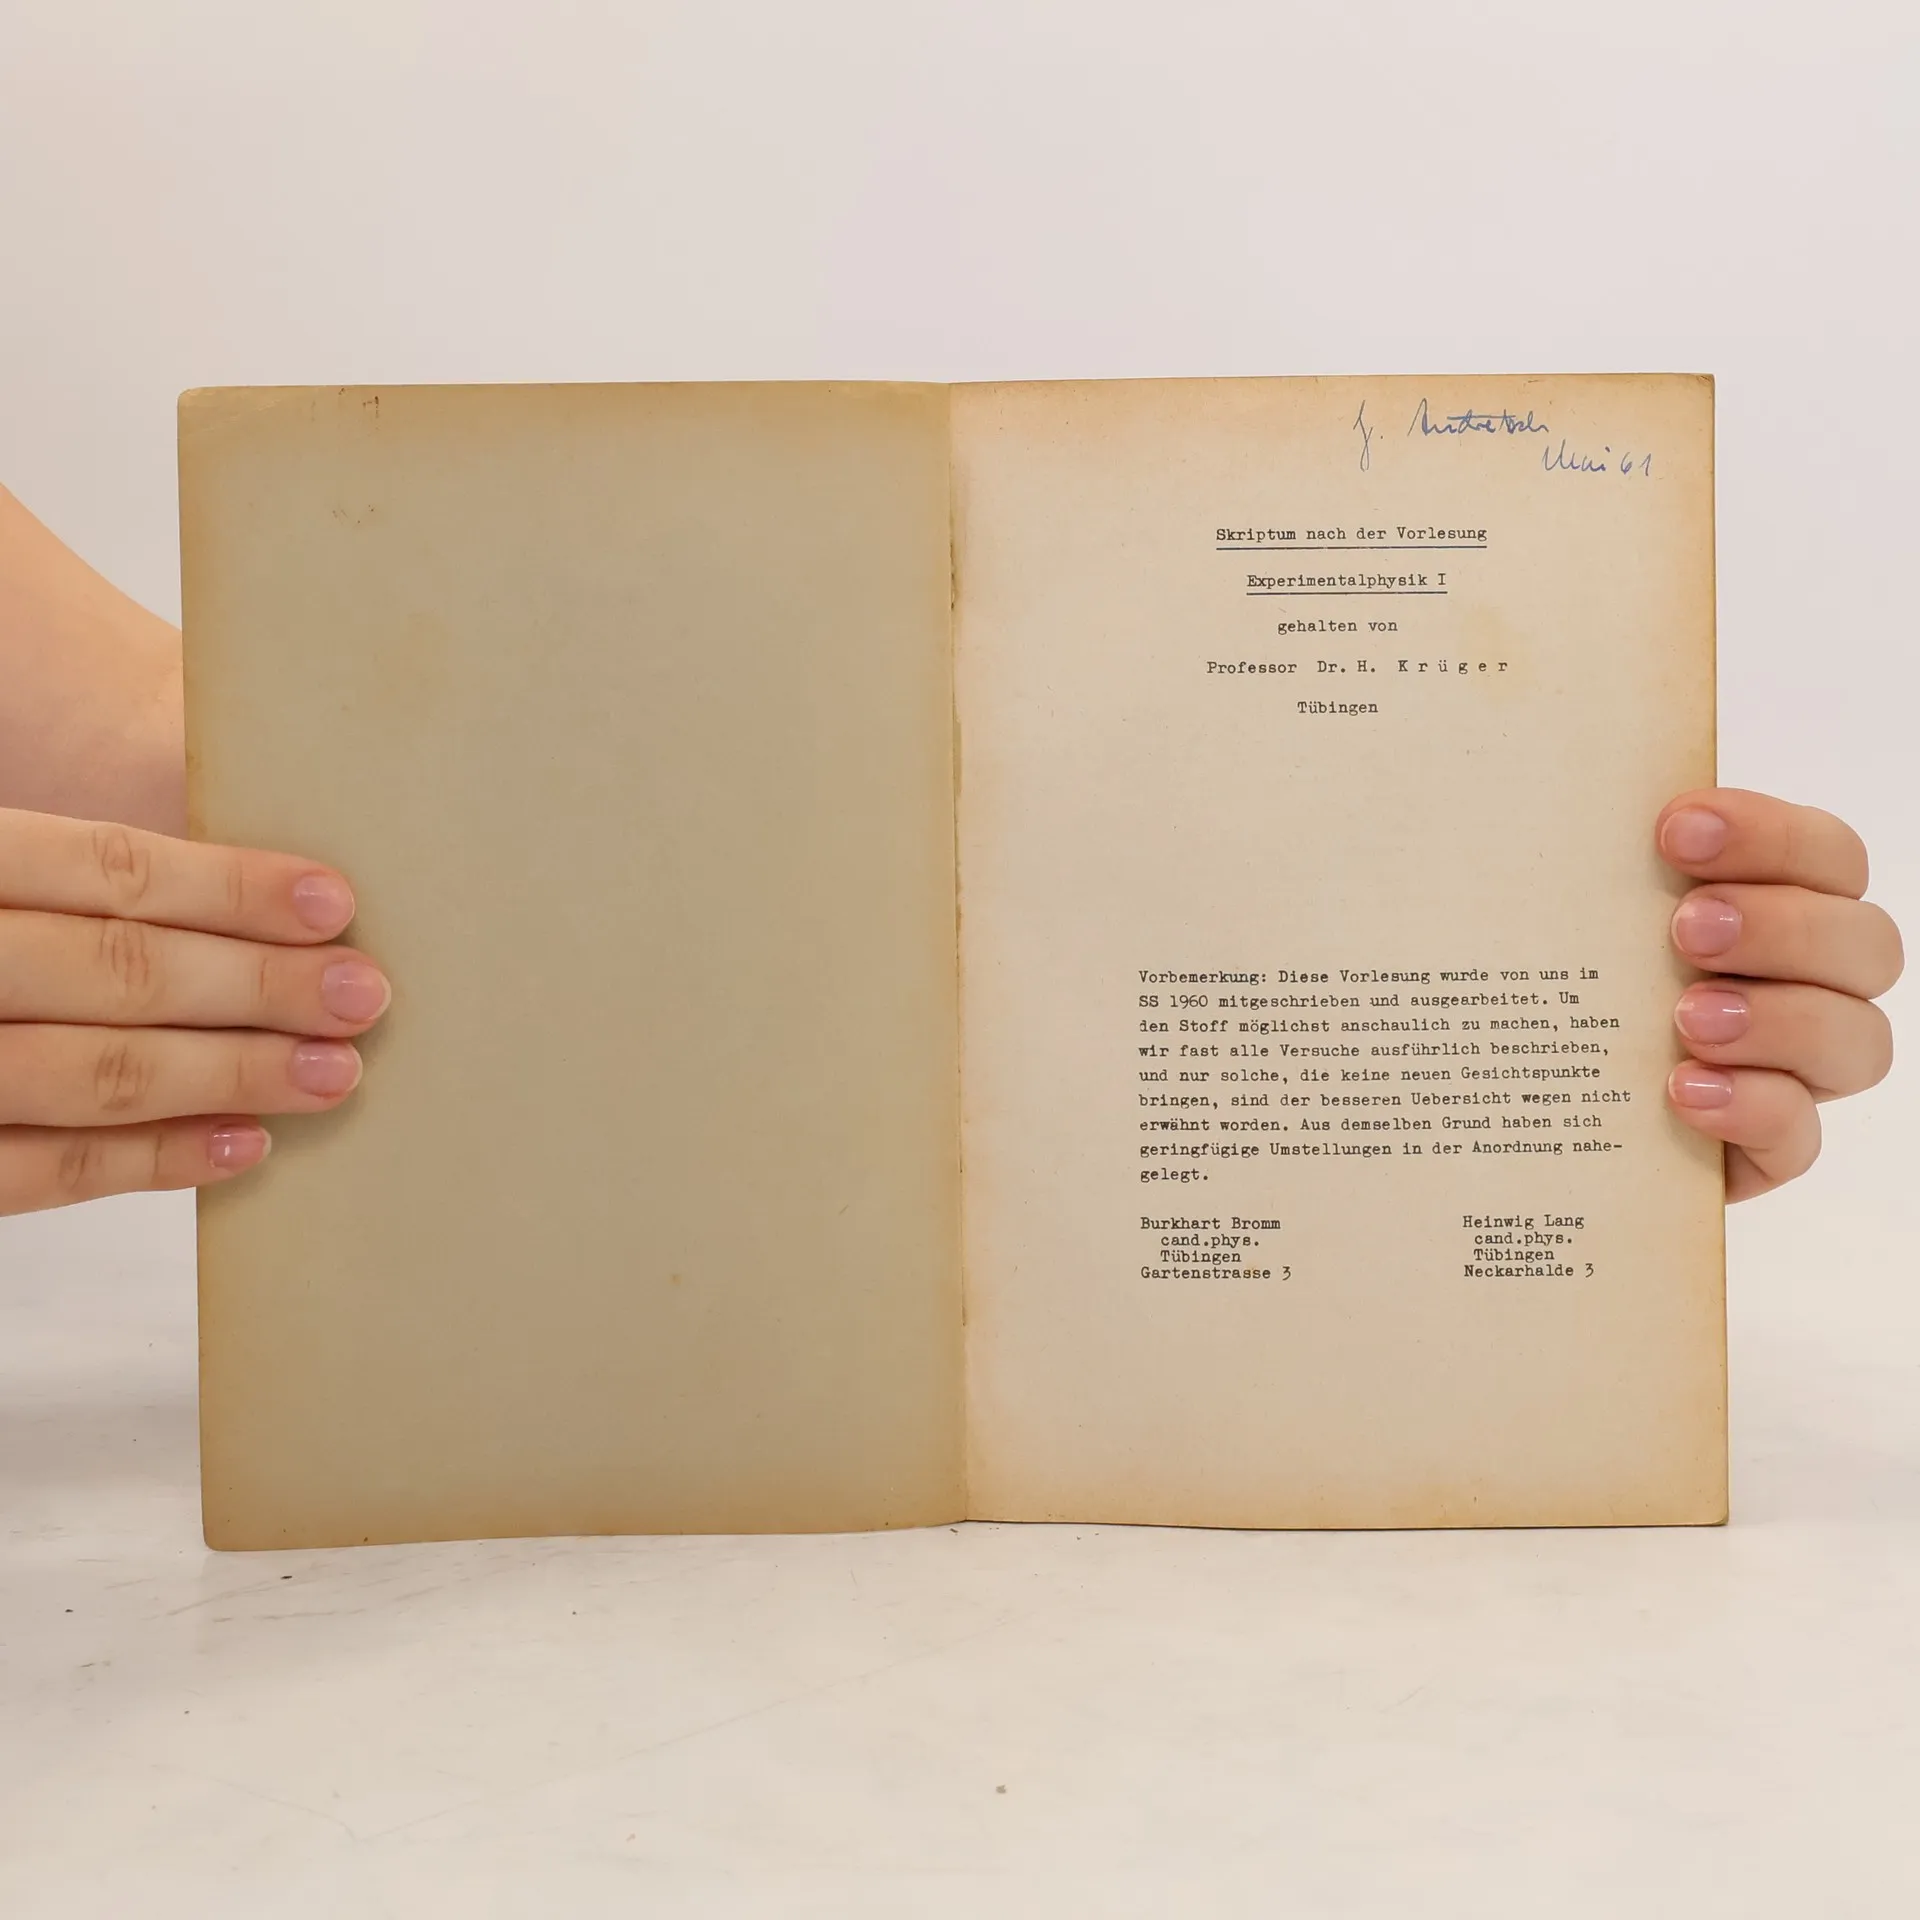 J. Audretsch
Mai 61
Skriptum nach der Vorlesung
Experimentalphysik I
gehalten von
Professor Dr. H. Krüger
Tübingen
Vorbemerkung: Diese Vorlesung wurde von uns im
SS 1960 mitgeschrieben und ausgearbeitet. Um
den Stoff möglichst anschaulich zu machen, haben
wir fast alle Versuche ausführlich beschrieben,
und nur solche, die keine neuen Gesichtspunkte
bringen, sind der besseren Uebersicht wegen nicht
erwähnt worden. Aus demselben Grund haben sich
geringfügige Umstellungen in der Anordnung nahe-
gelegt.
Burkhart Bromm
cand.phys.
Tübingen
Gartenstrasse 3
Heinwig Lang
cand.phys.
Tübingen
Neckarhalde 3